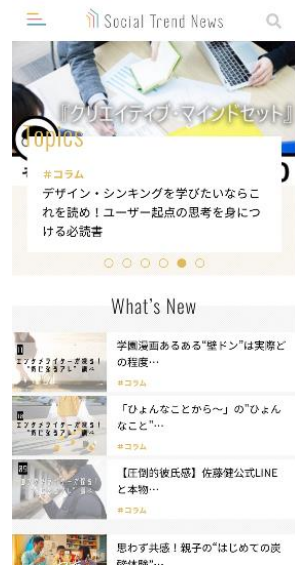 Social Trend News
『クリエイティブ・マインドセット』
Topics
#コラム
デザイン・シンキングを学びたいならこ
れを読め！ユーザー起点の思考を身につ
ける必読書
What's New
学園漫画あるある“壁ドン”は実際ど
の程度…
#コラム
「ひょんなことから～」の”ひょん
なこと”…
#コラム
【圧倒的彼氏感】佐藤健公式LINE
と本物…
#コラム
思わず共感！親子の“はじめての炭